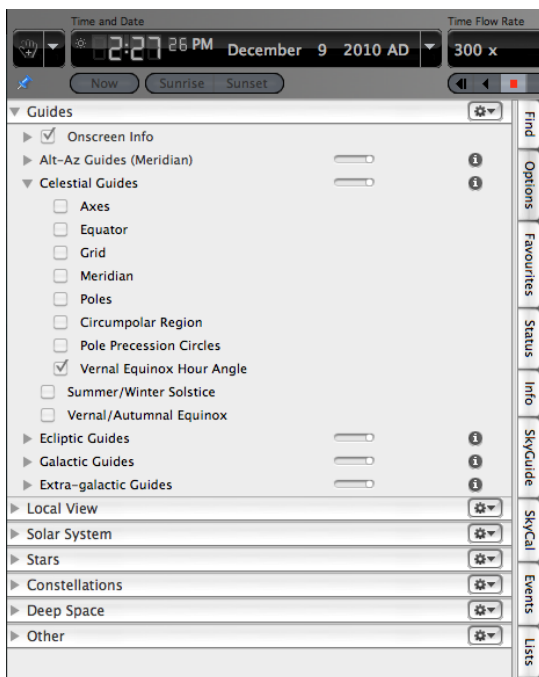 Time and Date Time Flow Rate
2:27 26 PM December 9 2010 AD 300 x
Now Sunrise Sunset
Guides
Onscreen Info
Alt-Az Guides (Meridian)
Celestial Guides
Axes
Equator
Grid
Meridian
Poles
Circumpolar Region
Pole Precession Circles
Vernal Equinox Hour Angle
Summer/Winter Solstice
Vernal/Autumnal Equinox
Ecliptic Guides
Galactic Guides
Extra-galactic Guides
Local View
Solar System
Stars
Constellations
Deep Space
Other
Find
Options
Favourites
Status
Info
SkyGuide
SkyCal
Events
Lists